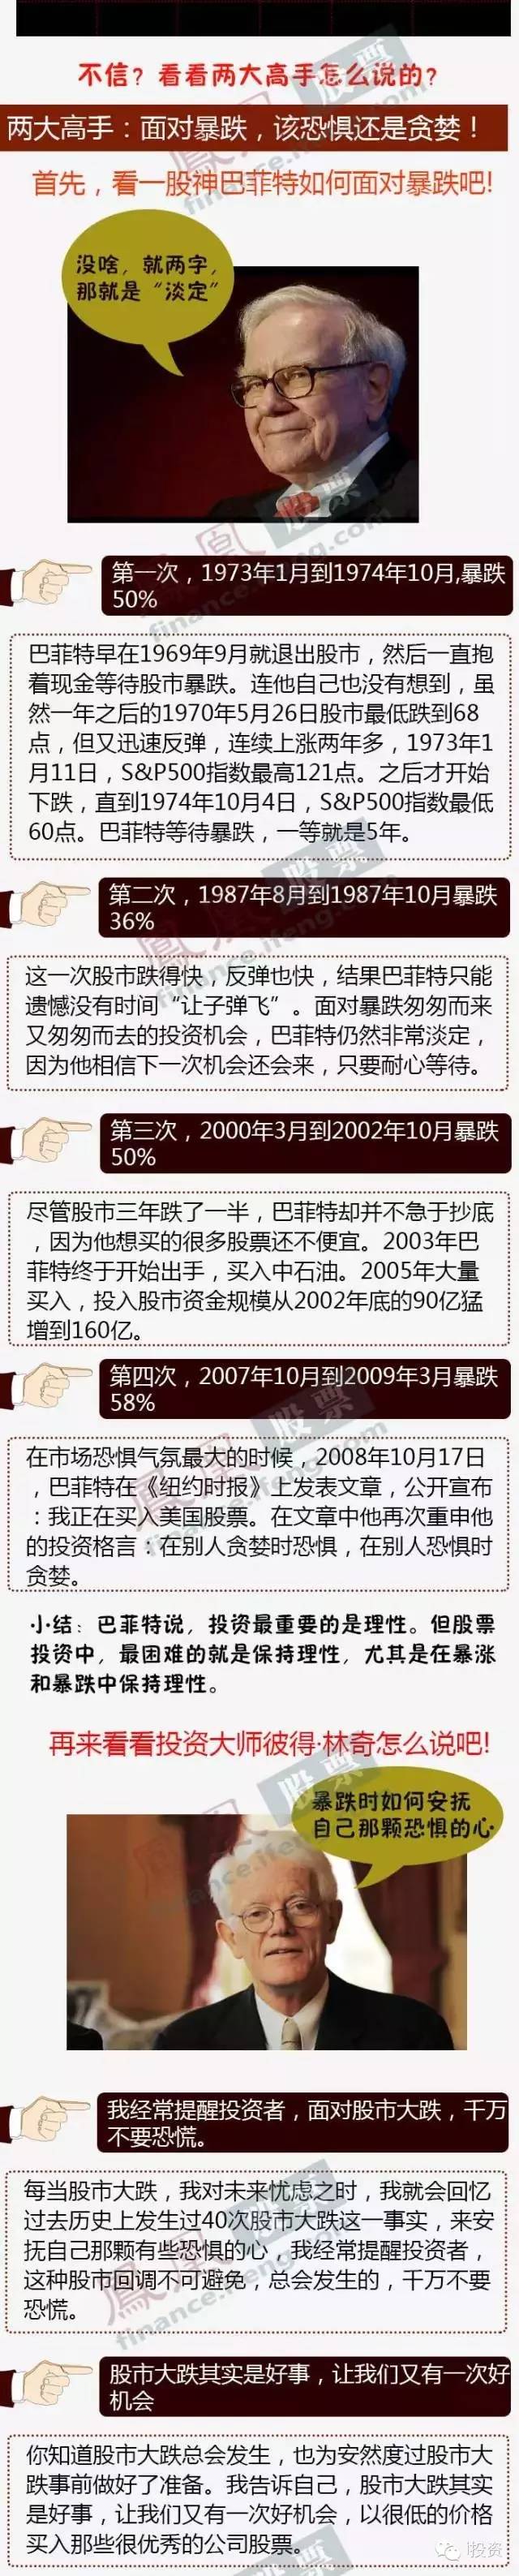 不信？看看两大高手怎么说的？
两大高手：面对暴跌，该恐惧还是贪婪！
首先，看一股神巴菲特如何面对暴跌吧!
没啥，就两字，
那就是“淡定”
第一次，1973年1月到1974年10月,暴跌
50%
巴菲特早在1969年9月就退出股市，然后一直抱
着现金等待股市暴跌。连他自己也没有想到，虽
然一年之后的1970年5月26日股市最低跌到68
点，但又迅速反弹，连续上涨两年多，1973年1
月11日，S&P500指数最高121点。之后才开始
下跌，直到1974年10月4日，S&P500指数最低
60点。巴菲特等待暴跌，一等就是5年。
第二次，1987年8月到1987年10月暴跌
36%
这一次股市跌得快，反弹也快，结果巴菲特只能
遗憾没有时间“让子弹飞”。面对暴跌匆匆而来
又匆匆而去的投资机会，巴菲特仍然非常淡定，
因为他相信下一次机会还会来，只要耐心等待。
第三次，2000年3月到2002年10月暴跌
50%
尽管股市三年跌了一半，巴菲特却并不急于抄底
，因为他想买的很多股票还不便宜。2003年巴
菲特终于开始出手，买入中石油。2005年大量
买入，投入股市资金规模从2002年底的90亿猛
增到160亿。
第四次，2007年10月到2009年3月暴跌
58%
在市场恐惧气氛最大的时候，2008年10月17日
，巴菲特在《纽约时报》上发表文章，公开宣布
：我正在买入美国股票。在文章中他再次重申他
的投资格言：在别人贪婪时恐惧，在别人恐惧时
贪婪。
小结：巴菲特说，投资最重要的是理性。但股票
投资中，最困难的就是保持理性，尤其是在暴涨
和暴跌中保持理性。
再来看看投资大师彼得·林奇怎么说吧!
暴跌时如何安抚
自己那颗恐惧的心
我经常提醒投资者，面对股市大跌，千万
不要恐慌。
每当股市大跌，我对未来忧虑之时，我就会回忆
过去历史上发生过40次股市大跌这一事实，来安
抚自己那颗有些恐惧的心，我经常提醒投资者，
这种股市回调不可避免，总会发生的，千万不要
恐慌。
股市大跌其实是好事，让我们又有一次好
机会
你知道股市大跌总会发生，也为安然度过股市大
跌事前做好了准备。我告诉自己，股市大跌其实
是好事，让我们又有一次好机会，以很低的价格
买入那些很优秀的公司股票。
凤凰股票
finance.ifeng.com